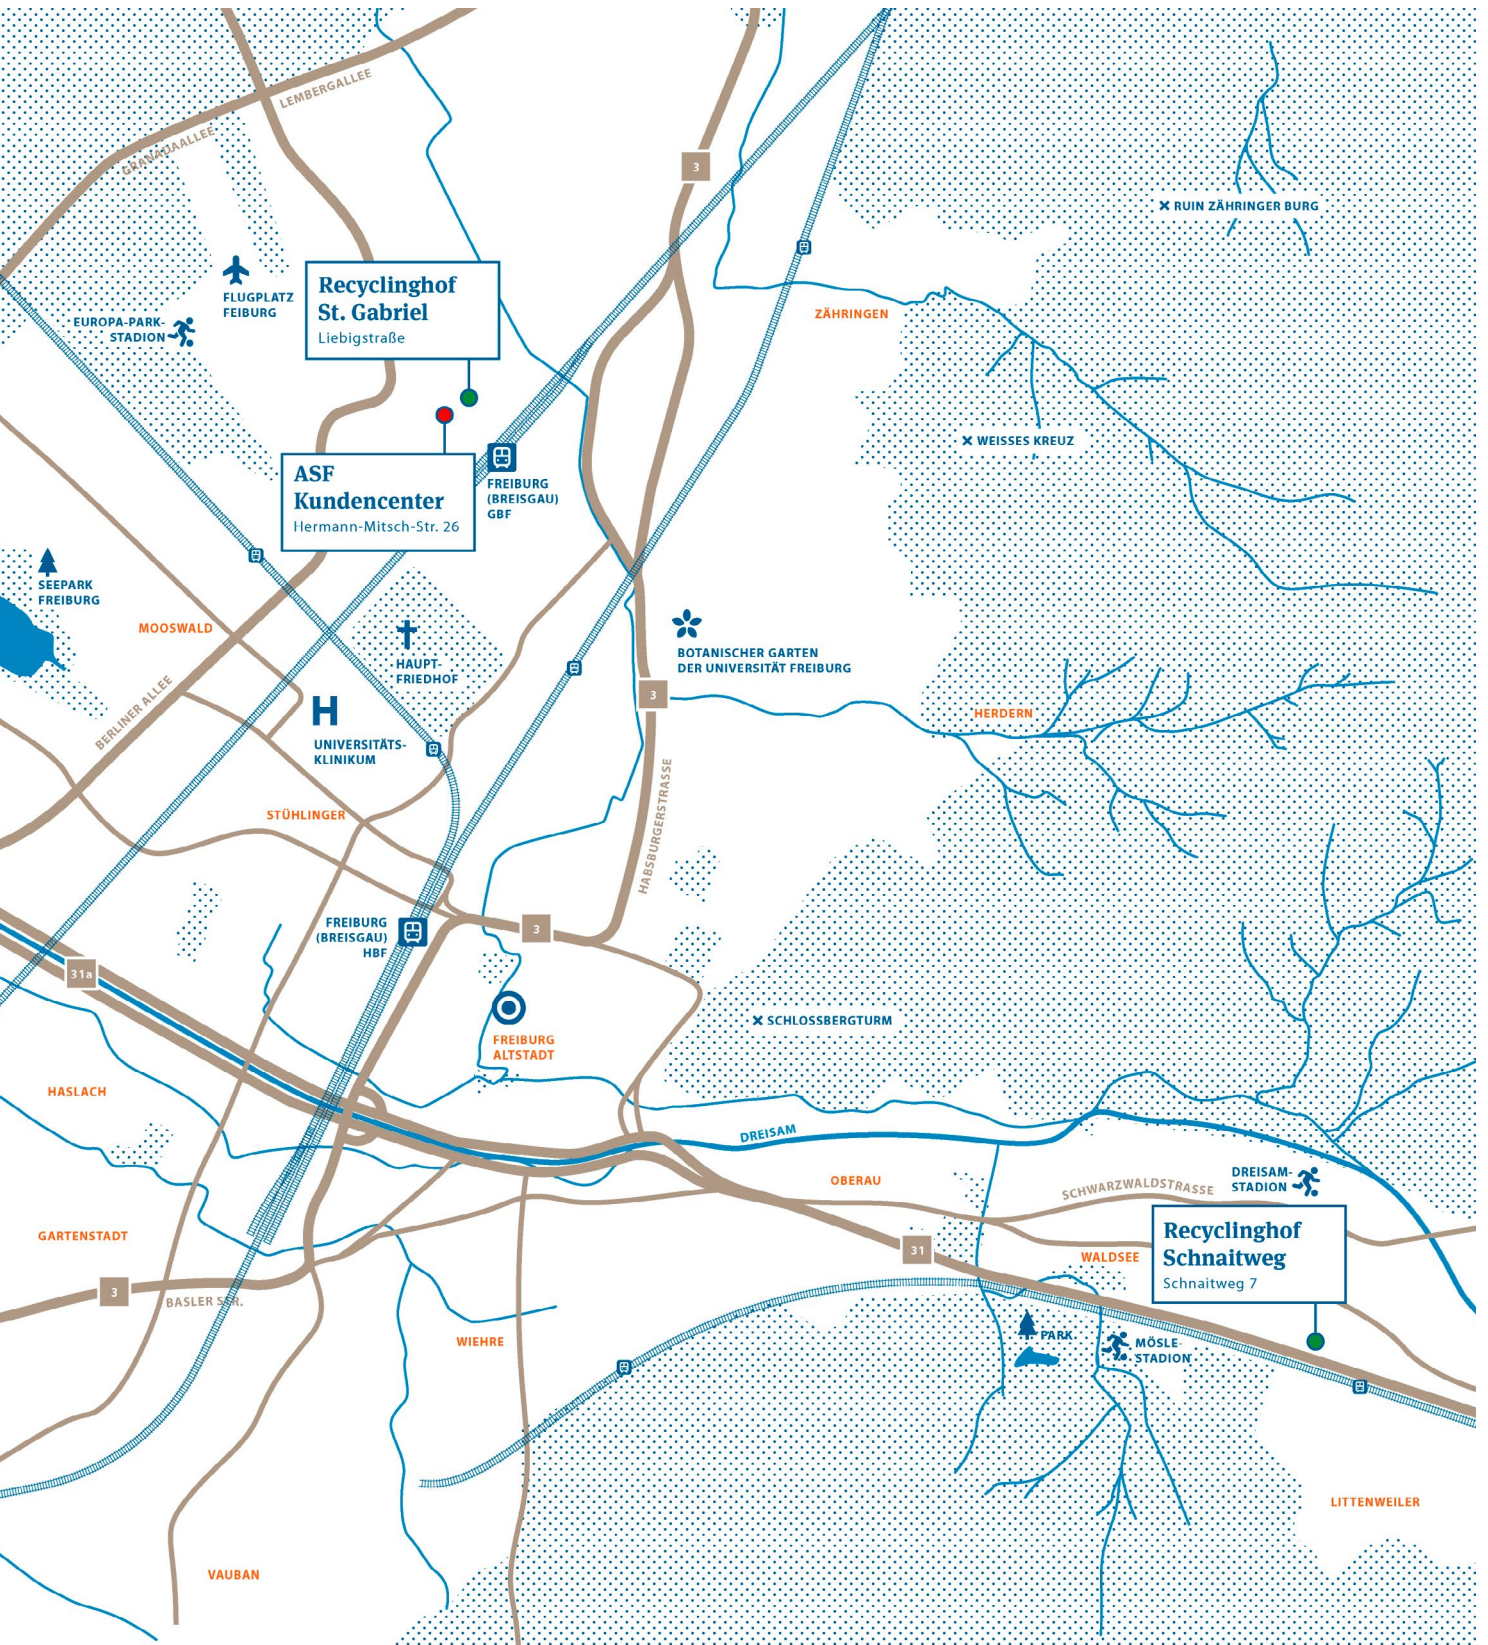 LEMBERGALLEE
GRANADAALLEE
3
RUIN ZÄHRINGER BURG
FLUGPLATZ
FEIBURG
EUROPA-PARK-
STADION
Recyclinghof
St. Gabriel
Liebigstraße
ZÄHRINGEN
WEISSES KREUZ
ASF
Kundencenter
Hermann-Mitsch-Str. 26
FREIBURG
(BREISGAU)
GBF
SEEPARK
FREIBURG
MOOSWALD
HAUPT-
FRIEDHOF
BOTANISCHER GARTEN
DER UNIVERSITÄT FREIBURG
BERLINER ALLEE
3
HERDERN
H
UNIVERSITÄTS-
KLINIKUM
STÜHLINGER
HABSBURGERSTRASSE
FREIBURG
(BREISGAU)
HBF
3
31a
SCHLOSSBERGTURM
FREIBURG
ALTSTADT
HASLACH
DREISAM
OBERAU
SCHWARZWALDSTRASSE
DREISAM-
STADION
GARTENSTADT
31
WALDSEE
Recyclinghof
Schnaitweg
Schnaitweg 7
3
BASLER STR.
WIEHRE
PARK
MÖSLE-
STADION
LITTENWEILER
VAUBAN